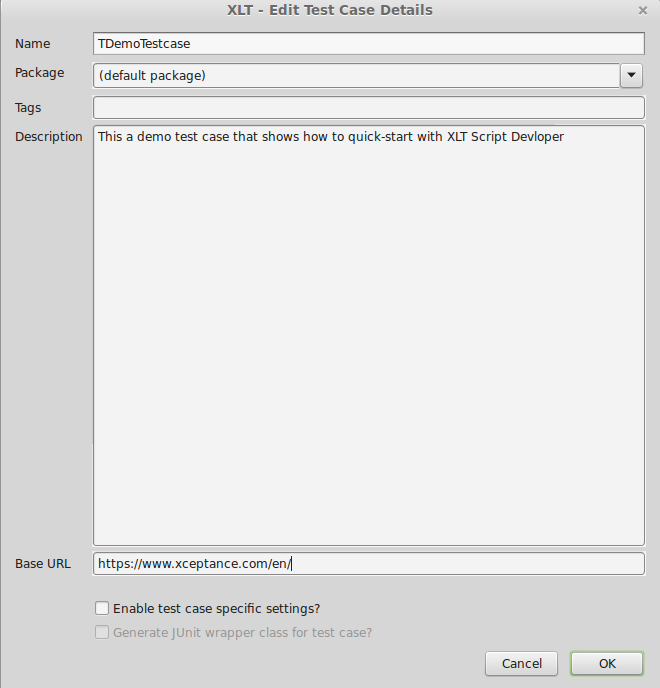 XLT - Edit Test Case Details
Name TDemoTestcase
Package (default package)
Tags
Description This a demo test case that shows how to quick-start with XLT Script Devloper
Base URL https://www.xceptance.com/en/
Enable test case specific settings?
Generate JUnit wrapper class for test case?
Cancel OK